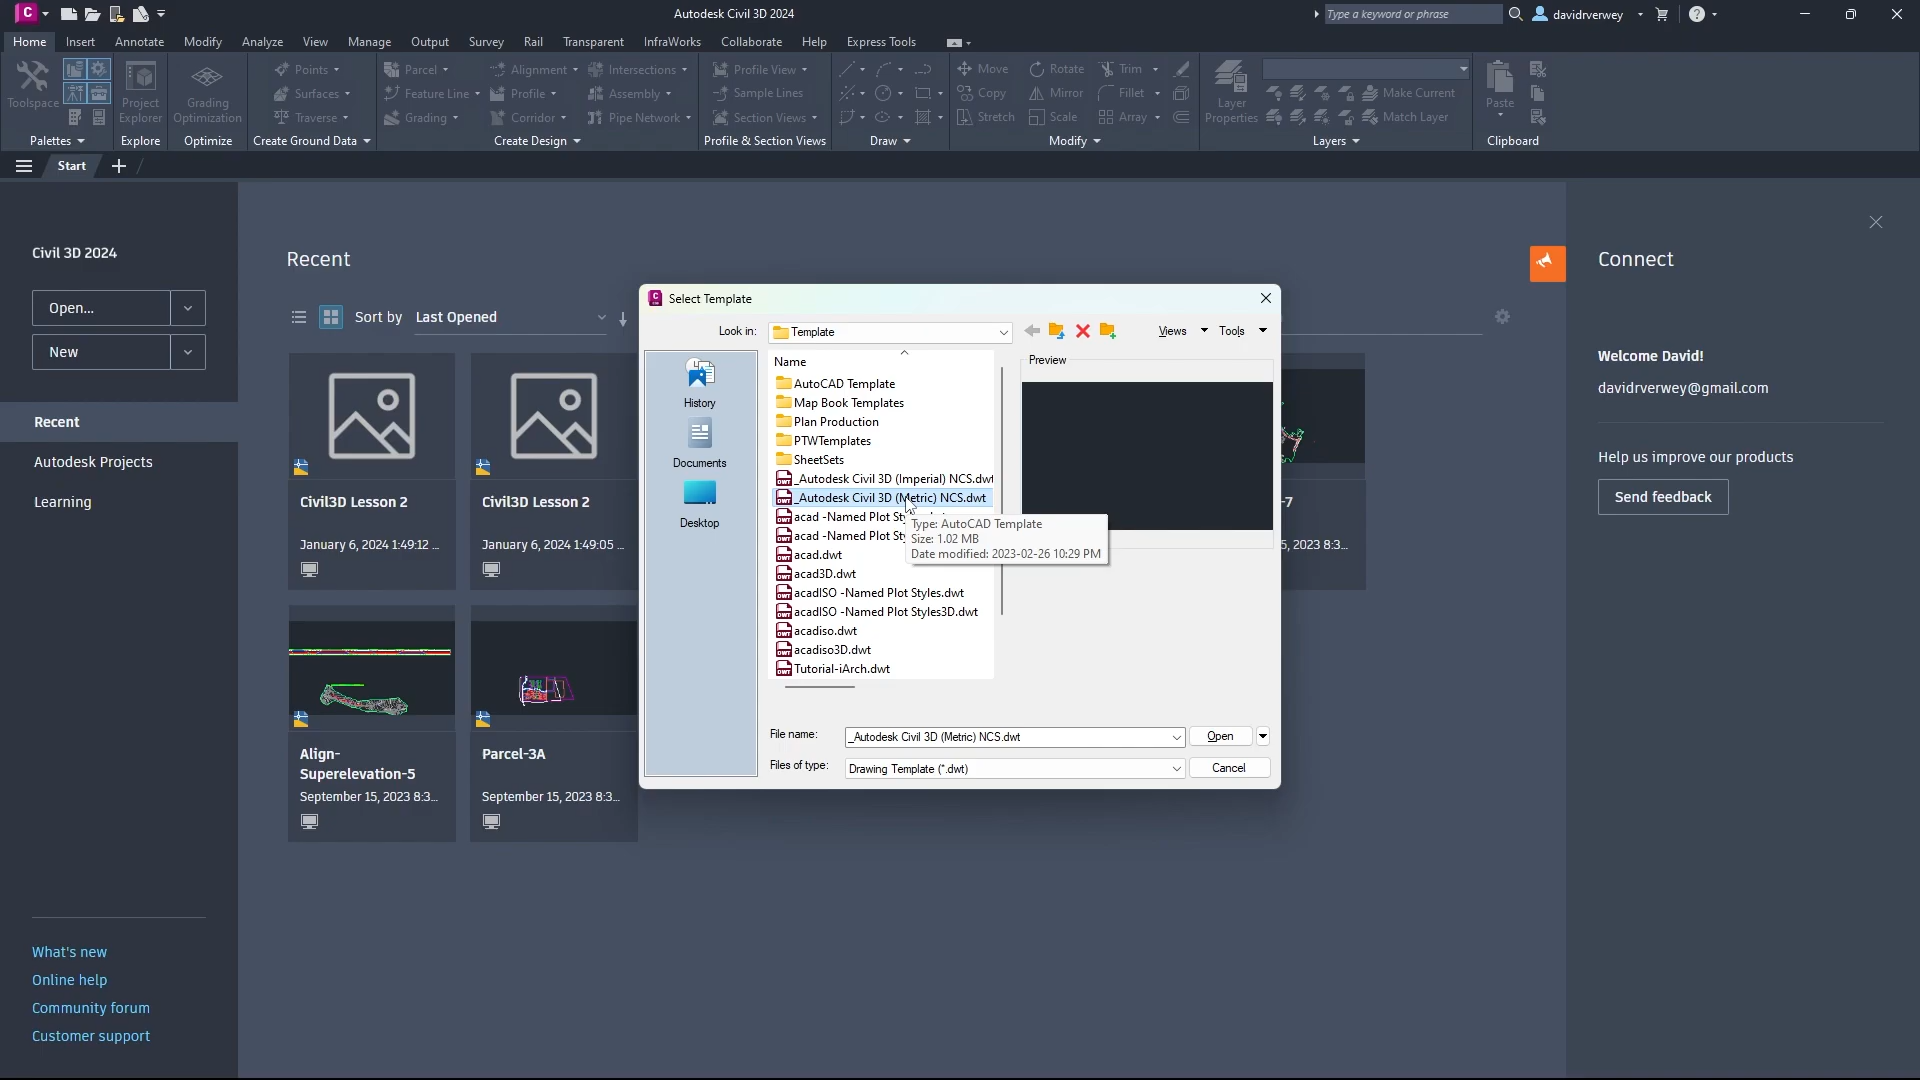 C
Autodesk Civil 3D 2024
Type a keyword or phrase
davidrverwey
Home
Insert
Annotate
Modify
Analyze
View
Manage
Output
Survey
Rail
Transparent
InfraWorks
Collaborate
Help
Express Tools
Toolspace
Project
Explorer
Grading
Optimization
Points
Surfaces
Traverse
Parcel
Feature Line
Grading
Alignment
Profile
Corridor
Intersections
Assembly
Pipe Network
Profile View
Sample Lines
Section Views
Move
Copy
Stretch
Rotate
Mirror
Scale
Trim
Fillet
Array
Layer
Properties
Make Current
Match Layer
Paste
Palettes
Explore
Optimize
Create Ground Data
Create Design
Profile & Section Views
Draw
Modify
Layers
Clipboard
Start
Civil 3D 2024
Open...
New
Recent
Autodesk Projects
Learning
What's new
Online help
Community forum
Customer support
Recent
Sort by
Last Opened
Civil3D Lesson 2
January 6, 2024 1:49:12 ...
Civil3D Lesson 2
January 6, 2024 1:49:05 ...
-7
5, 2023 8:3...
Align-
Superelevation-5
September 15, 2023 8:3...
Parcel-3A
September 15, 2023 8:3...
Select Template
Look in:
Template
Views
Tools
History
Documents
Desktop
Name
AutoCAD Template
Map Book Templates
Plan Production
PTWTemplates
SheetSets
_Autodesk Civil 3D (Imperial) NCS.dwt
_Autodesk Civil 3D (Metric) NCS.dwt
acad -Named Plot Sty
acad -Named Plot Sty
acad.dwt
acad3D.dwt
acadISO -Named Plot Styles.dwt
acadISO -Named Plot Styles3D.dwt
acadiso.dwt
acadiso3D.dwt
Tutorial-iArch.dwt
Type: AutoCAD Template
Size: 1.02 MB
Date modified: 2023-02-26 10:29 PM
Preview
File name:
_Autodesk Civil 3D (Metric) NCS.dwt
Open
Files of type:
Drawing Template (*.dwt)
Cancel
Connect
Welcome David!
davidrverwey@gmail.com
Help us improve our products
Send feedback